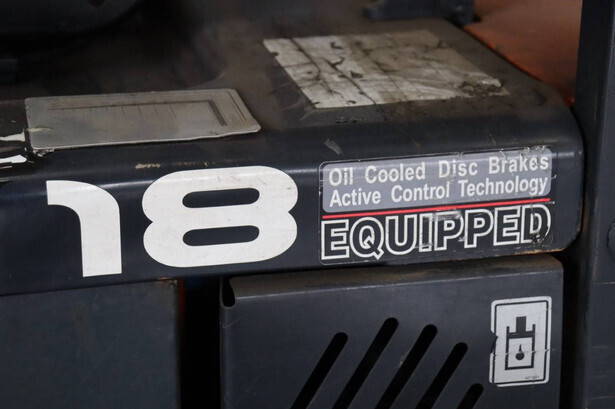 18
Oil Cooled Disc Brakes
Active Control Technology
EQUIPPED